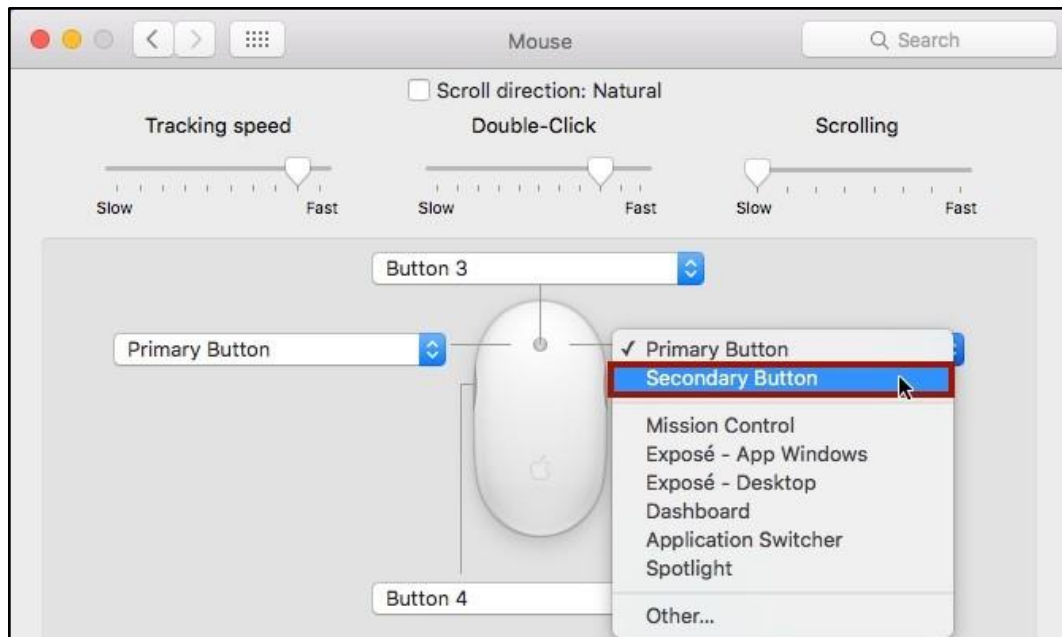 Mouse
Search
Scroll direction: Natural
Tracking speed
Double-Click
Scrolling
Slow
Fast
Slow
Fast
Slow
Fast
Button 3
Primary Button
✓ Primary Button
Secondary Button
Mission Control
Exposé - App Windows
Exposé - Desktop
Dashboard
Application Switcher
Spotlight
Other...
Button 4